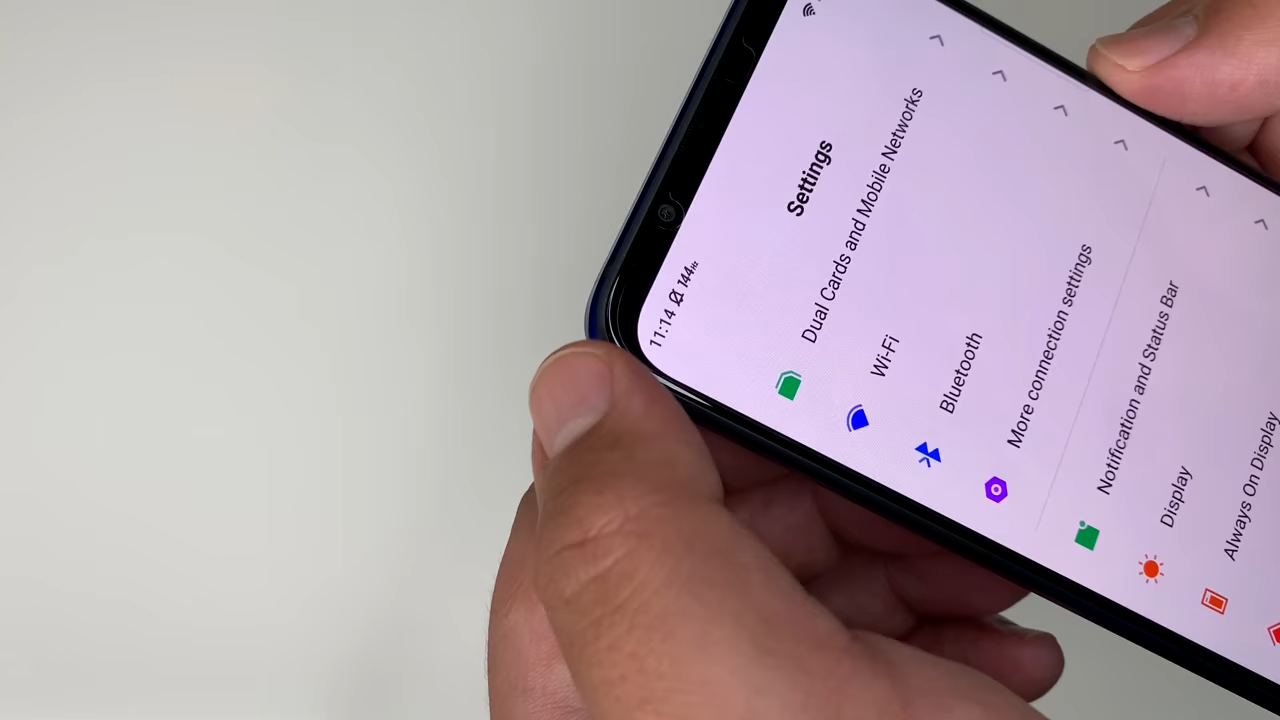 11:14 144Hz
Settings
Dual Cards and Mobile Networks
Wi-Fi
Bluetooth
More connection settings
Notification and Status Bar
Display
Always On Display